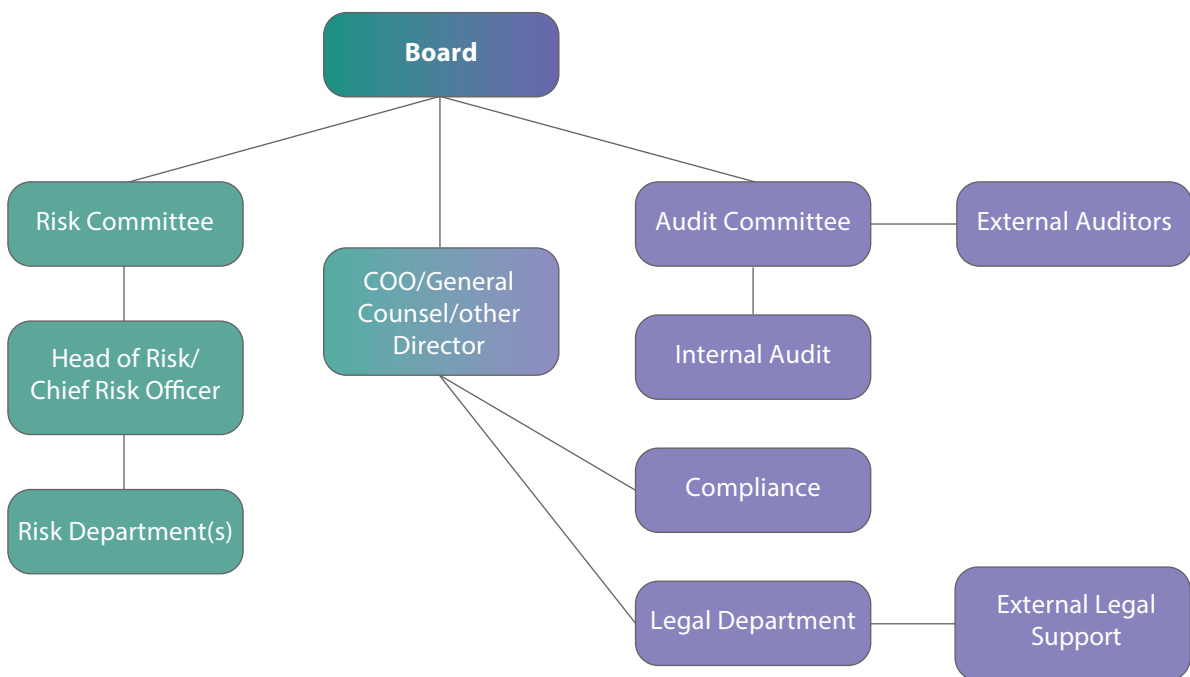 Board
Risk Committee
Audit Committee
External Auditors
COO/General
Counsel/other
Director
Head of Risk/
Chief Risk Officer
Internal Audit
Compliance
Risk Department(s)
Legal Department
External Legal
Support